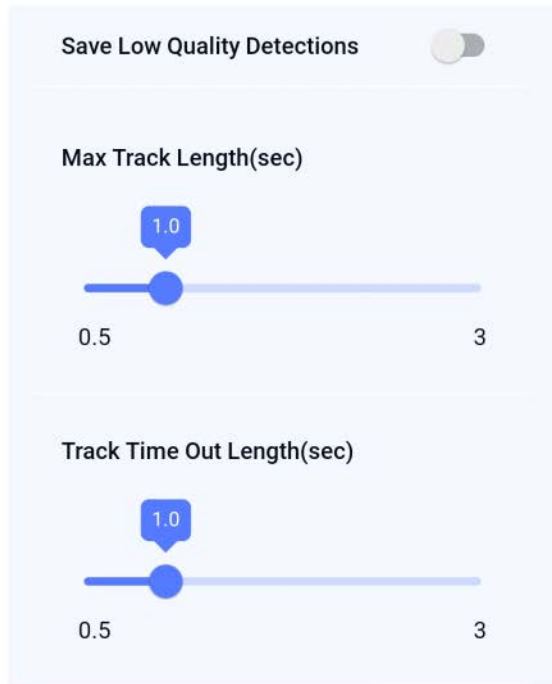 Save Low Quality Detections
Max Track Length(sec)
1.0
0.5 3
Track Time Out Length(sec)
1.0
0.5 3